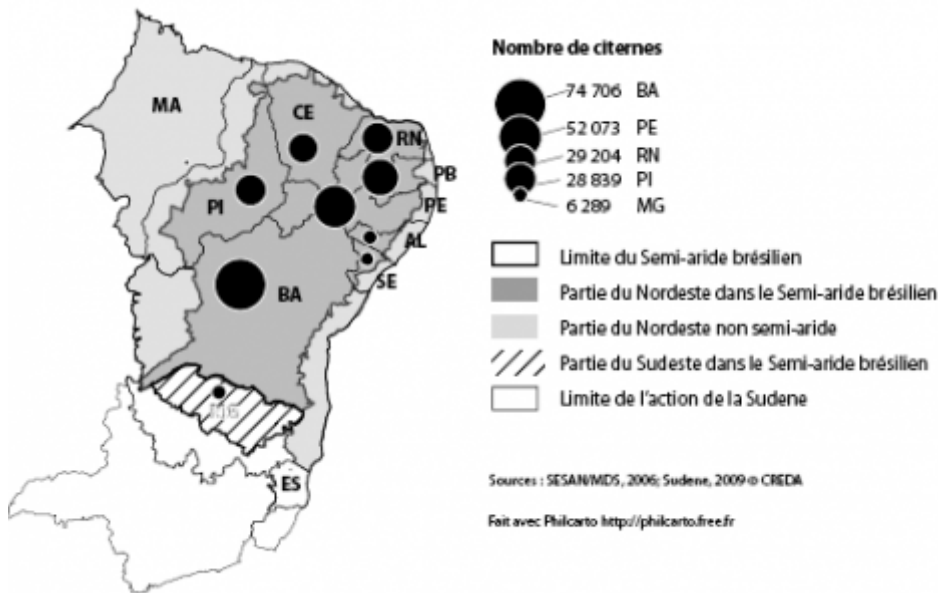 MA
CE
RN
PB
PI
PE
AL
SE
BA
MG
ES
Nombre de citernes
74 706 BA
52 073 PE
29 204 RN
28 839 PI
6 289 MG
Limite du Semi-aride brésilien
Partie du Nordeste dans le Semi-aride brésilien
Partie du Nordeste non semi-aride
Partie du Sudeste dans le Semi-aride brésilien
Limite de l'action de la Sudene
Sources : SESAN/MDS, 2006; Sudene, 2009 © CREDA
Fait avec Philcarto http://philcarto.free.fr